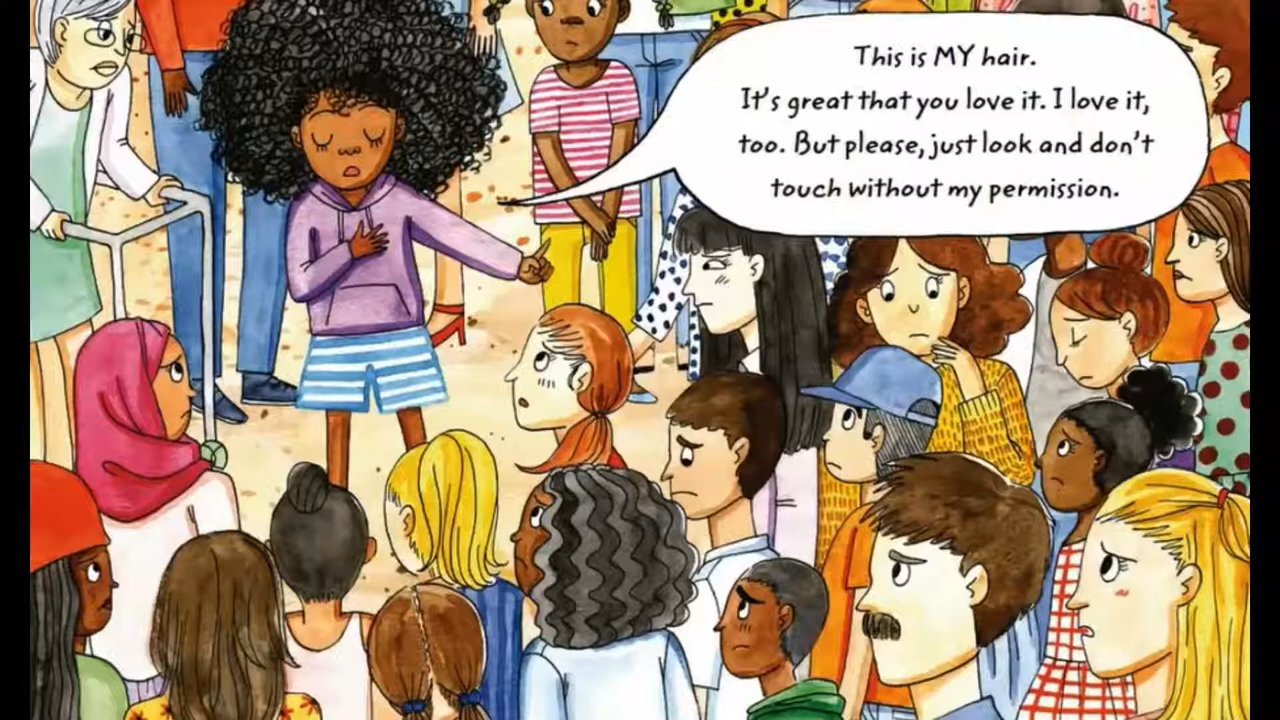 This is MY hair.
It's great that you love it. I love it,
too. But please, just look and don't
touch without my permission.